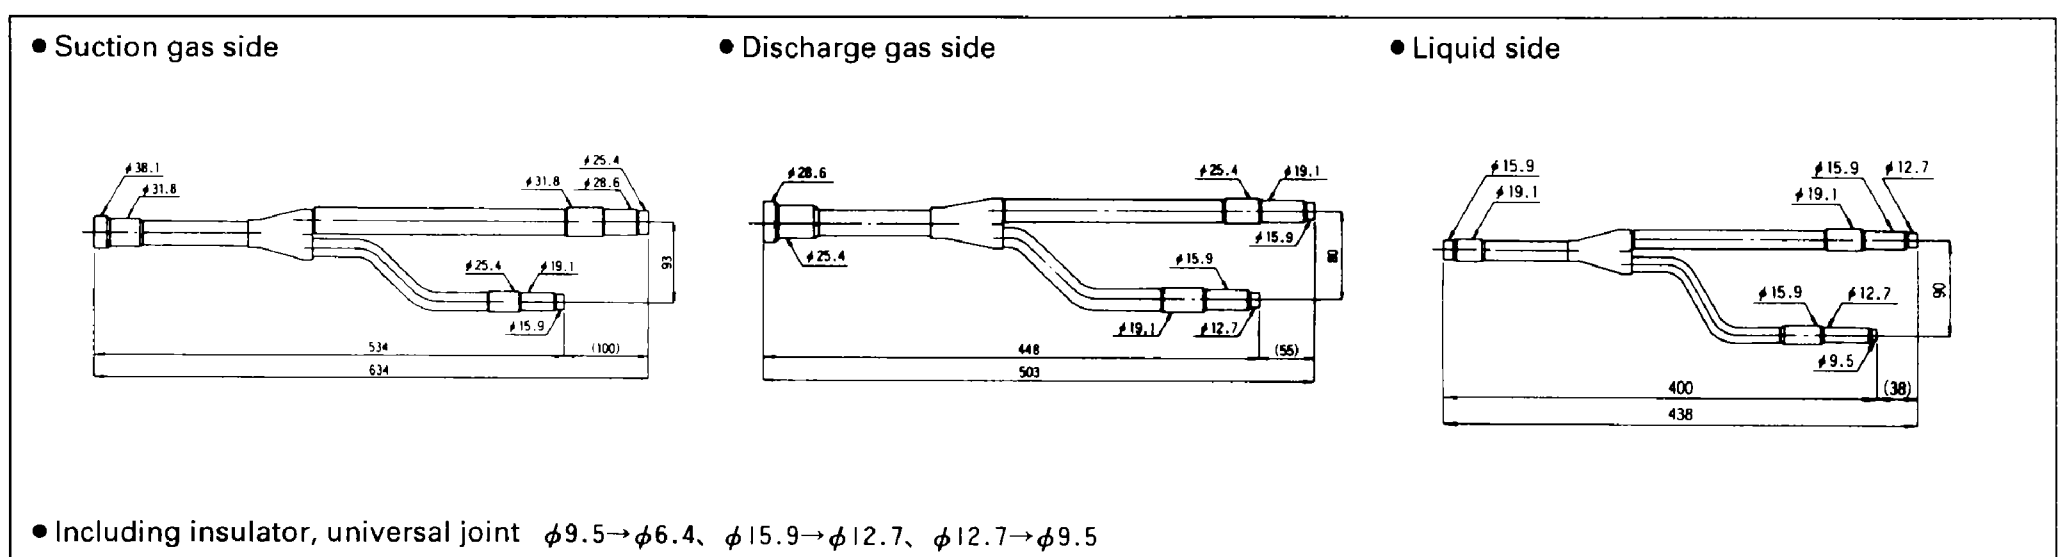 ● Suction gas side
● Discharge gas side
● Liquid side
φ38.1
φ31.8
φ31.8
φ25.4
φ28.6
93
φ25.4
φ19.1
φ15.9
534
(100)
634
φ28.6
φ25.4
φ25.4
φ19.1
φ15.9
80
φ15.9
φ19.1
φ12.7
448
(55)
503
φ15.9
φ19.1
φ15.9
φ12.7
φ19.1
90
φ15.9
φ12.7
φ9.5
400
(38)
438
● Including insulator, universal joint φ9.5→φ6.4、φ15.9→φ12.7、φ12.7→φ9.5